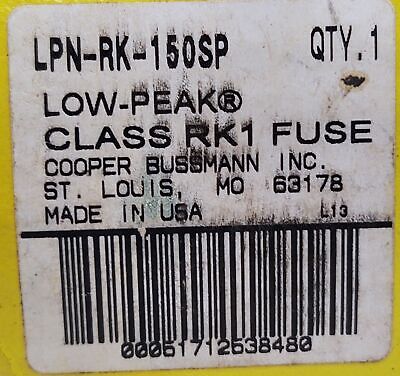 LPN-RK-150SP QTY.1
LOW-PEAK®
CLASS RK1 FUSE
COOPER BUSSMANN INC.
ST. LOUIS, MO 63178
MADE IN USA L13
00051712538480